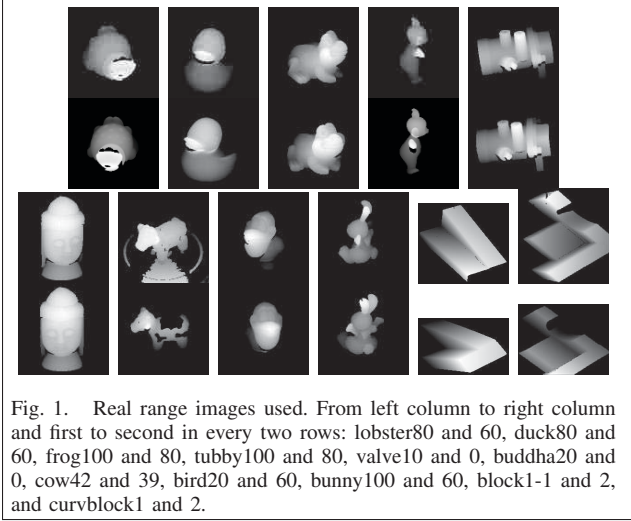 Fig. 1. Real range images used. From left column to right column
and first to second in every two rows: lobster80 and 60, duck80 and
60, frog100 and 80, tubby100 and 80, valve10 and 0, buddha20 and
0, cow42 and 39, bird20 and 60, bunny100 and 60, block1-1 and 2,
and curvblock1 and 2.